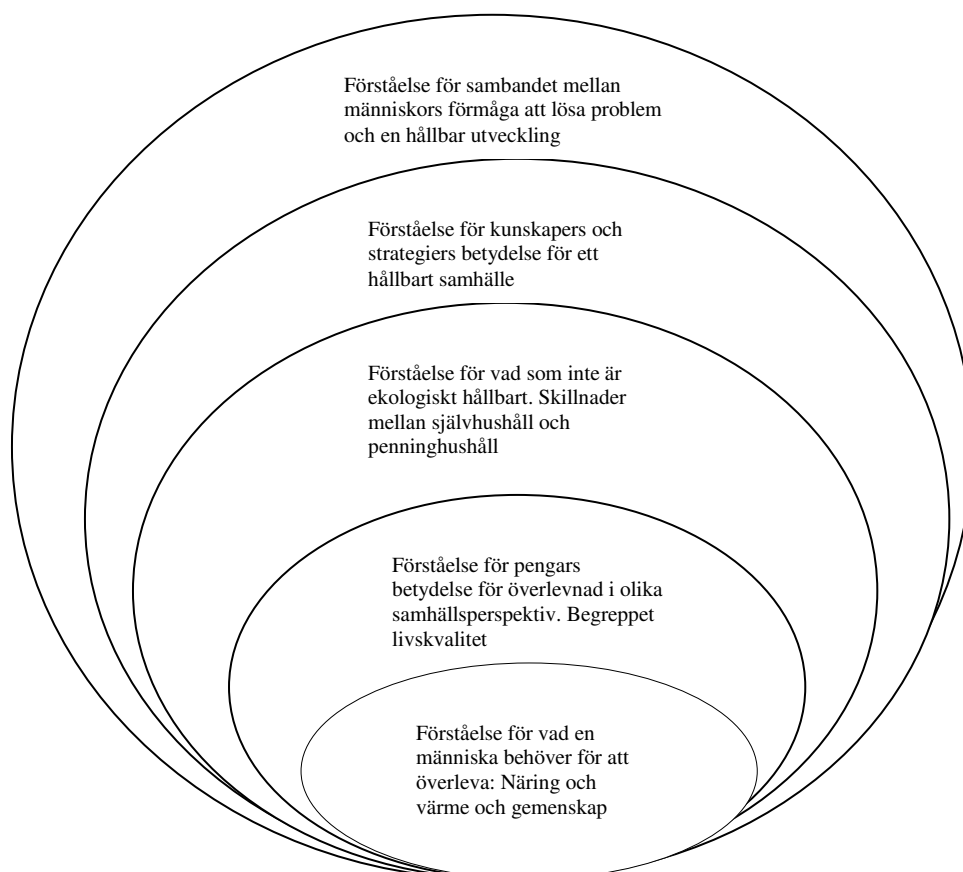 Förståelse för sambandet mellan
människors förmåga att lösa problem
och en hållbar utveckling
Förståelse för kunskapers och
strategiers betydelse för ett
hållbart samhälle
Förståelse för vad som inte är
ekologiskt hållbart. Skillnader
mellan självhushåll och
penninghushåll
Förståelse för pengars
betydelse för överlevnad i olika
samhällsperspektiv. Begreppet
livskvalitet
Förståelse för vad en
människa behöver för att
överleva: Näring och
värme och gemenskap